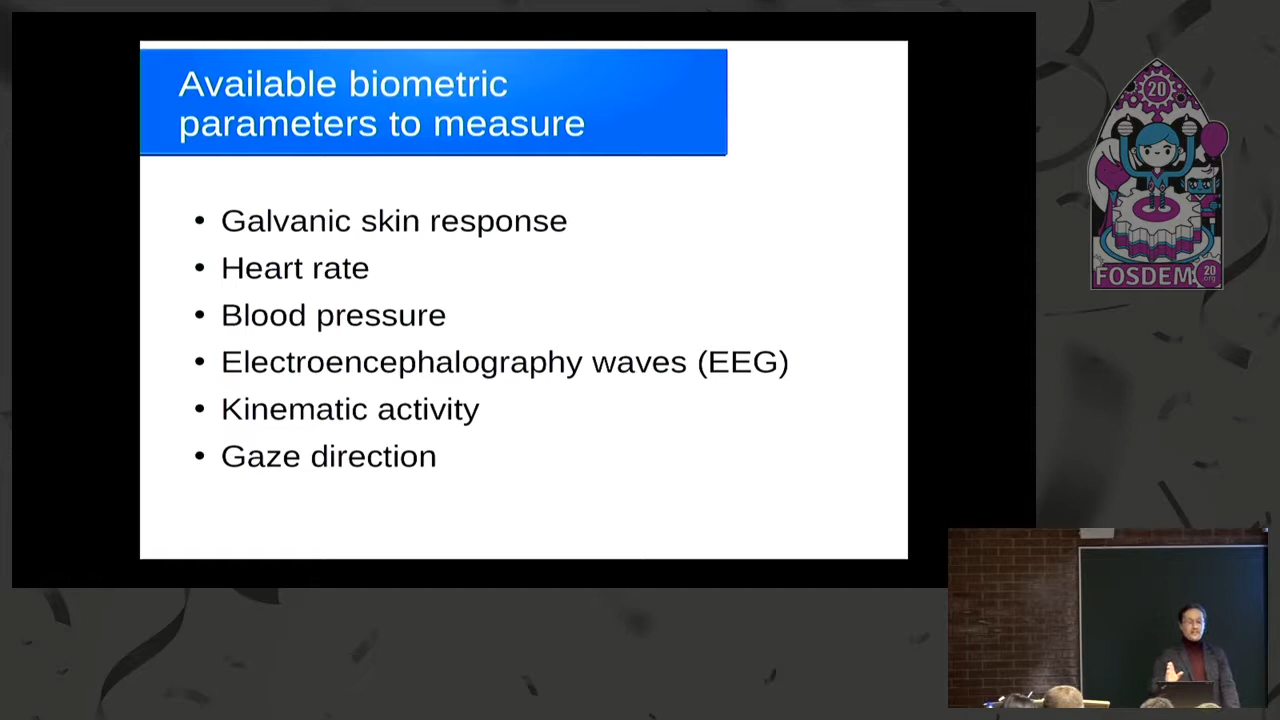 Available biometric
parameters to measure
• Galvanic skin response
• Heart rate
• Blood pressure
• Electroencephalography waves (EEG)
• Kinematic activity
• Gaze direction
20
FOSDEM
20
org